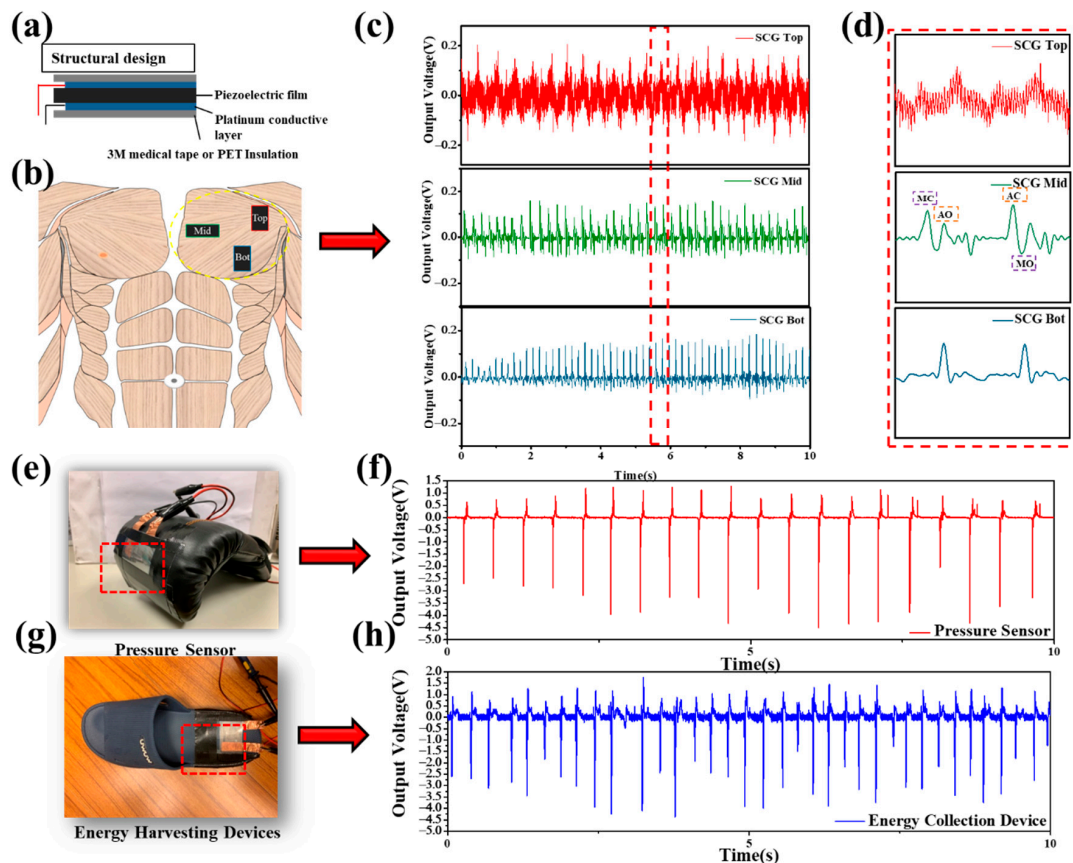 (a)
Structural design
Piezoelectric film
Platinum conductive
layer
3M medical tape or PET Insulation
(b)
Top
Mid
Bot
(c)
Output Voltage(V)
0.2
0.0
−0.2
SCG Top
Output Voltage(V)
0.2
0.0
−0.2
SCG Mid
Output Voltage(V)
0.2
0.0
−0.2
SCG Bot
0 2 4 6 8 10
Time(s)
(d)
SCG Top
SCG Mid
MC
AO
AC
MO
SCG Bot
(e)
Pressure Sensor
(f)
Output Voltage(V)
1.5
1.0
0.5
0.0
−0.5
−1.0
−1.5
−2.0
−2.5
−3.0
−3.5
−4.0
−4.5
−5.0
Pressure Sensor
5 10
Time(s)
(g)
Energy Harvesting Devices
(h)
Output Voltage(V)
2.0
1.5
1.0
0.5
0.0
−0.5
−1.0
−1.5
−2.0
−2.5
−3.0
−3.5
−4.0
−4.5
−5.0
Energy Collection Device
0 5 10
Time(s)